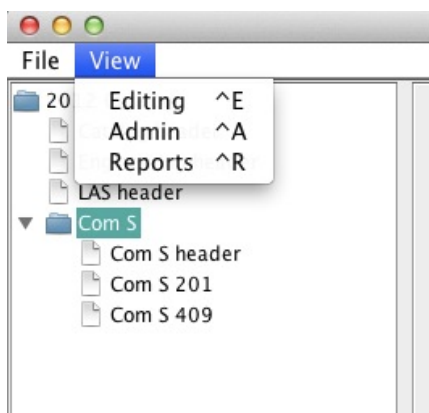 File View
Editing ^E
Admin ^A
Reports ^R
LAS header
Com S
Com S header
Com S 201
Com S 409